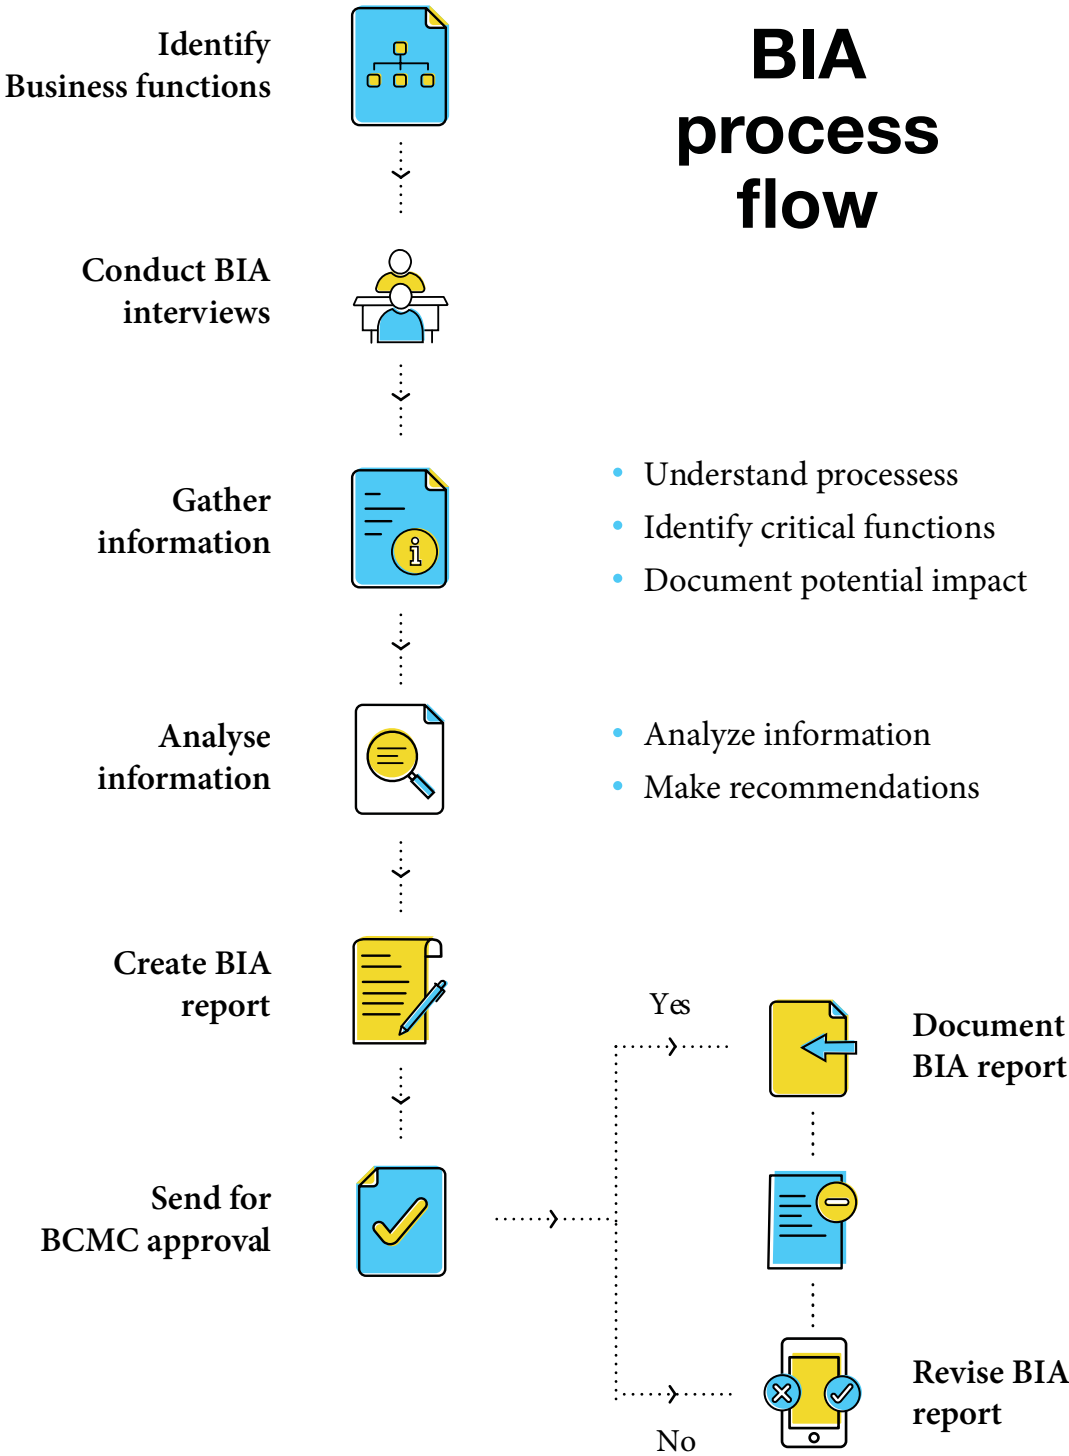 BIA
process
flow
Identify
Business functions
Conduct BIA
interviews
Gather
information
• Understand processess
• Identify critical functions
• Document potential impact
Analyse
information
• Analyze information
• Make recommendations
Create BIA
report
Send for
BCMC approval
Yes
Document
BIA report
No
Revise BIA
report